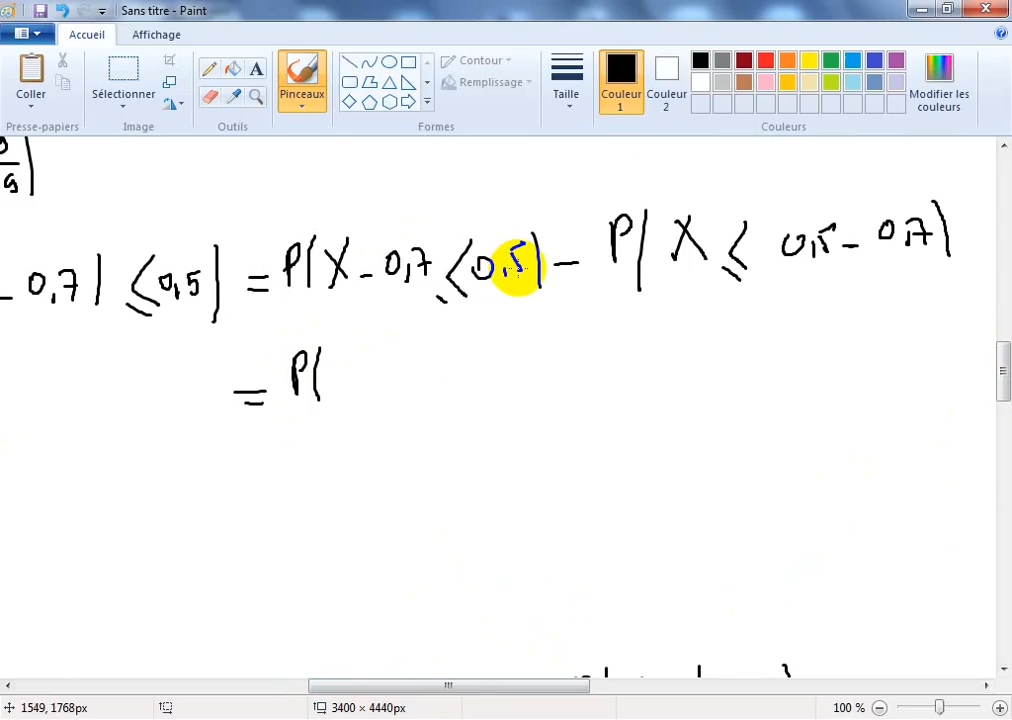 Sans titre - Paint
Accueil Affichage
Coller
Sélectionner
Pinceaux
Contour
Remplissage
Taille
Couleur 1
Couleur 2
Modifier les couleurs
Presse-papiers Image Outils Formes Couleurs
9
- 0,7| ≤ 0,5) = P(X - 0,7 ≤ 0,5) - P(X ≤ 0,5 - 0,7)
= P(
1549, 1768px 3400 × 4440px 100 %